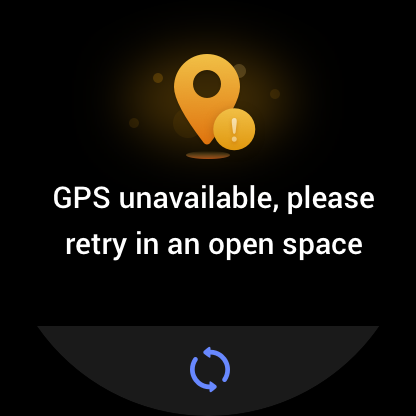 GPS unavailable, please
retry in an open space